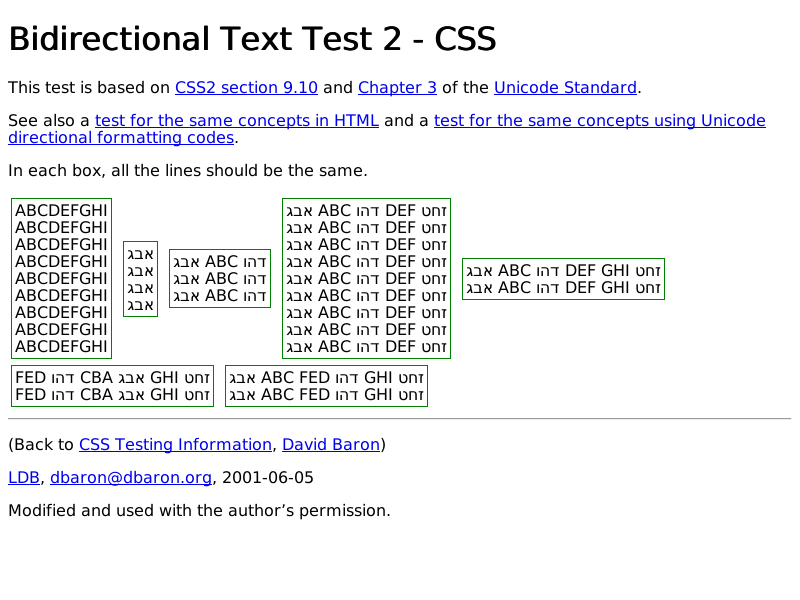 Bidirectional Text Test 2 - CSS
This test is based on CSS2 section 9.10 and Chapter 3 of the Unicode Standard.
See also a test for the same concepts in HTML and a test for the same concepts using Unicode
directional formatting codes.
In each box, all the lines should be the same.
ABCDEFGHI
ABCDEFGHI
ABCDEFGHI
ABCDEFGHI
ABCDEFGHI
ABCDEFGHI
ABCDEFGHI
ABCDEFGHI
ABCDEFGHI
אבג
אבג
אבג
אבג
אבג ABC דהו
אבג ABC דהו
אבג ABC דהו
אבג ABC דהו DEF זחט
אבג ABC דהו DEF זחט
אבג ABC דהו DEF זחט
אבג ABC דהו DEF זחט
אבג ABC דהו DEF זחט
אבג ABC דהו DEF זחט
אבג ABC דהו DEF זחט
אבג ABC דהו DEF זחט
אבג ABC דהו DEF זחט
אבג ABC דהו DEF GHI זחט
אבג ABC דהו DEF GHI זחט
FED דהו CBA אבג GHI זחט
FED דהו CBA אבג GHI זחט
אבג ABC FED דהו GHI זחט
אבג ABC FED דהו GHI זחט
(Back to CSS Testing Information, David Baron)
LDB, dbaron@dbaron.org, 2001-06-05
Modified and used with the author’s permission.